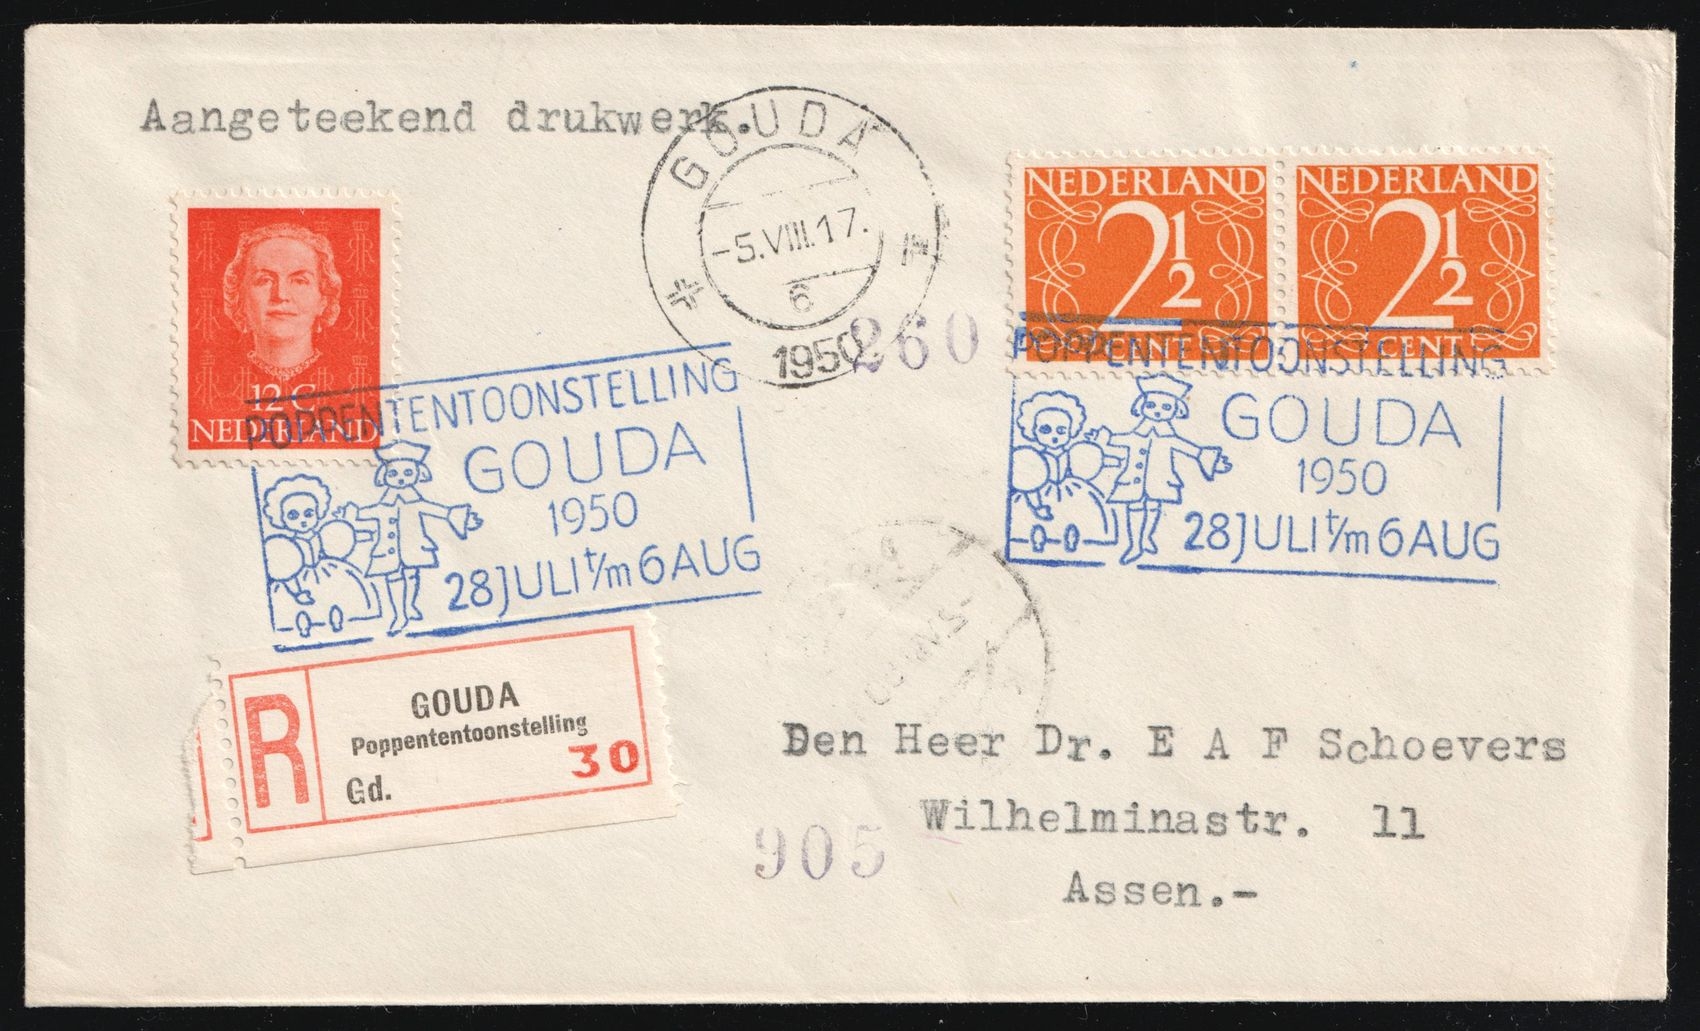 Aangeteekend drukwerk.
GOUDA
-5.VIII.17.
6
1950
260
12 C
NEDERLAND
NEDERLAND
2½
CENT
NEDERLAND
2½
CENT
POPPENTENTOONSTELLING
GOUDA
1950
28 JULI t/m 6 AUG
POPPENTENTOONSTELLING
GOUDA
1950
28 JULI t/m 6 AUG
R
GOUDA
Poppententoonstelling
Gd.
30
Den Heer Dr. E A F Schoevers
Wilhelminastr. 11
905
Assen.-